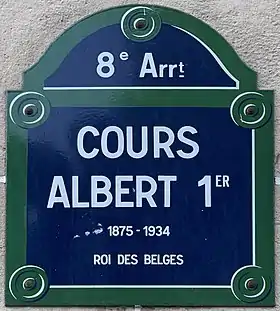 8e Arrt
COURS
ALBERT 1ER
1875 - 1934
ROI DES BELGES